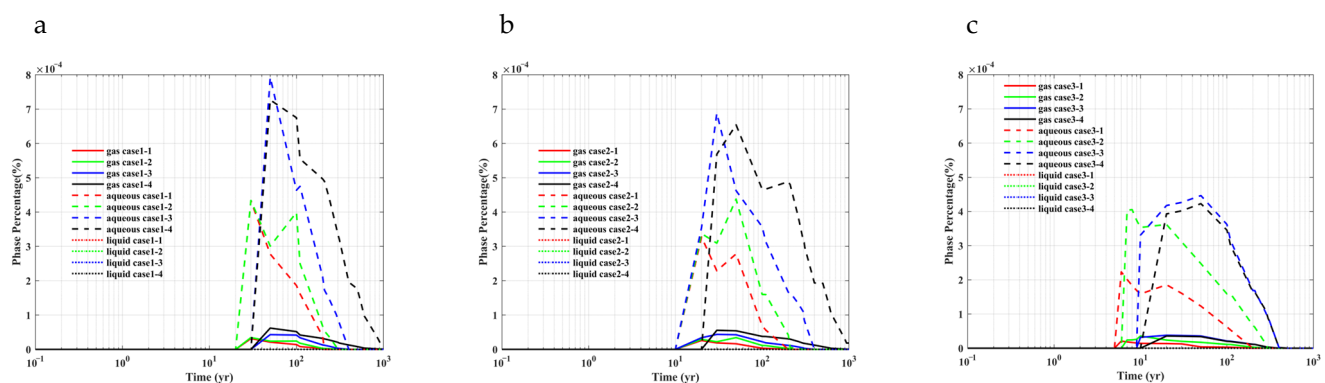 a
×10⁻⁴
8
7
6
5
4
3
2
1
0
Phase Percentage(%)
gas case1-1
gas case1-2
gas case1-3
gas case1-4
aqueous case1-1
aqueous case1-2
aqueous case1-3
aqueous case1-4
liquid case1-1
liquid case1-2
liquid case1-3
liquid case1-4
10⁻¹ 10⁰ 10¹ 10² 10³
Time (yr)
b
×10⁻⁴
8
7
6
5
4
3
2
1
0
Phase Percentage(%)
gas case2-1
gas case2-2
gas case2-3
gas case2-4
aqueous case2-1
aqueous case2-2
aqueous case2-3
aqueous case2-4
liquid case2-1
liquid case2-2
liquid case2-3
liquid case2-4
10⁻¹ 10⁰ 10¹ 10² 10³
Time (yr)
c
×10⁻⁴
8
7
6
5
4
3
2
1
0
Phase Percentage(%)
gas case3-1
gas case3-2
gas case3-3
gas case3-4
aqueous case3-1
aqueous case3-2
aqueous case3-3
aqueous case3-4
liquid case3-1
liquid case3-2
liquid case3-3
liquid case3-4
10⁻¹ 10⁰ 10¹ 10² 10³
Time (yr)